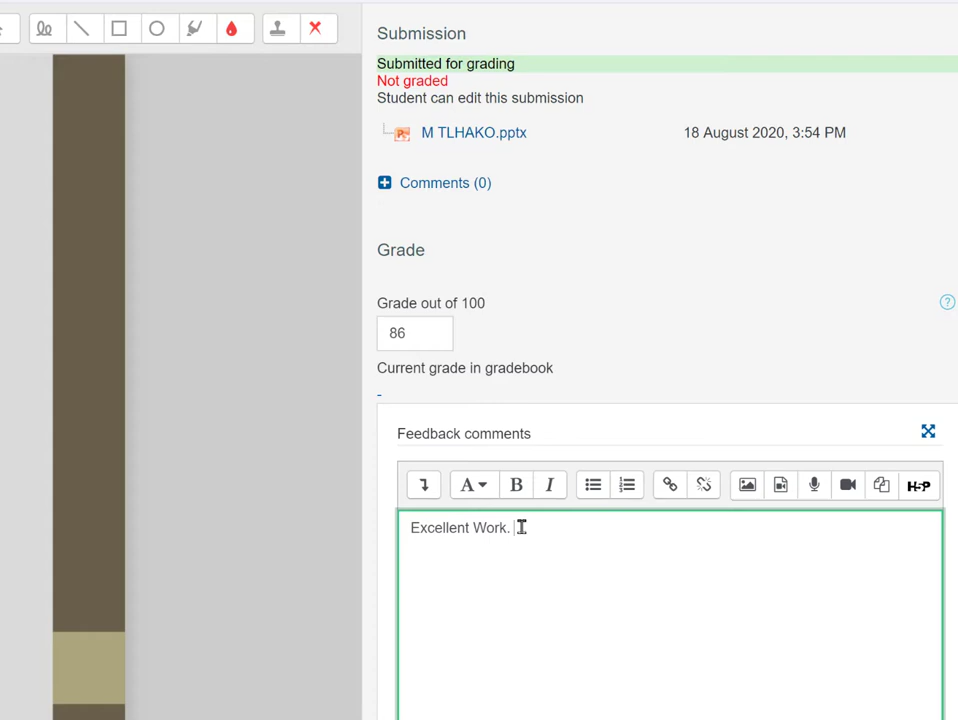 Submission
Submitted for grading
Not graded
Student can edit this submission
M TLHAKO.pptx 18 August 2020, 3:54 PM
Comments (0)
Grade
Grade out of 100
?
86
Current grade in gradebook
-
Feedback comments
A B I H5P
Excellent Work.